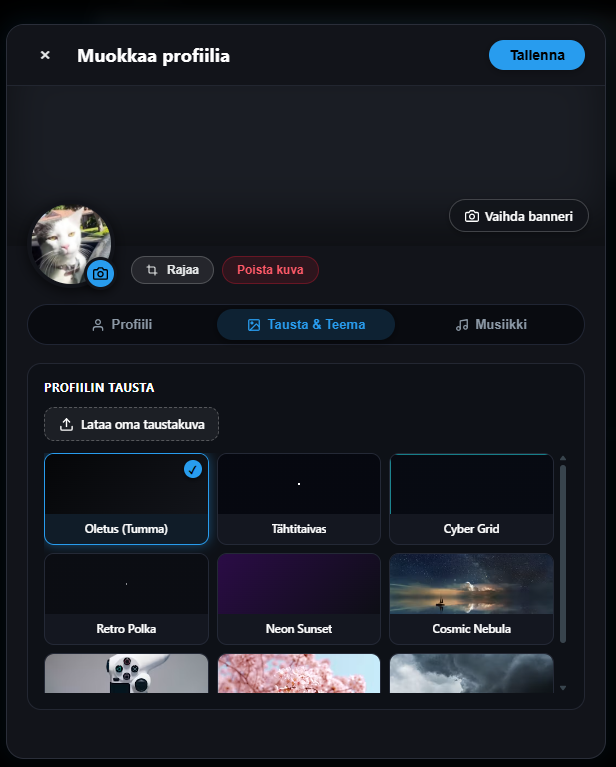 Muokkaa profiilia
Tallenna
Vaihda banneri
Rajaa
Poista kuva
Profiili
Tausta & Teema
Musiikki
PROFIILIN TAUSTA
Lataa oma taustakuva
Oletus (Tumma)
Tähtitaivas
Cyber Grid
Retro Polka
Neon Sunset
Cosmic Nebula